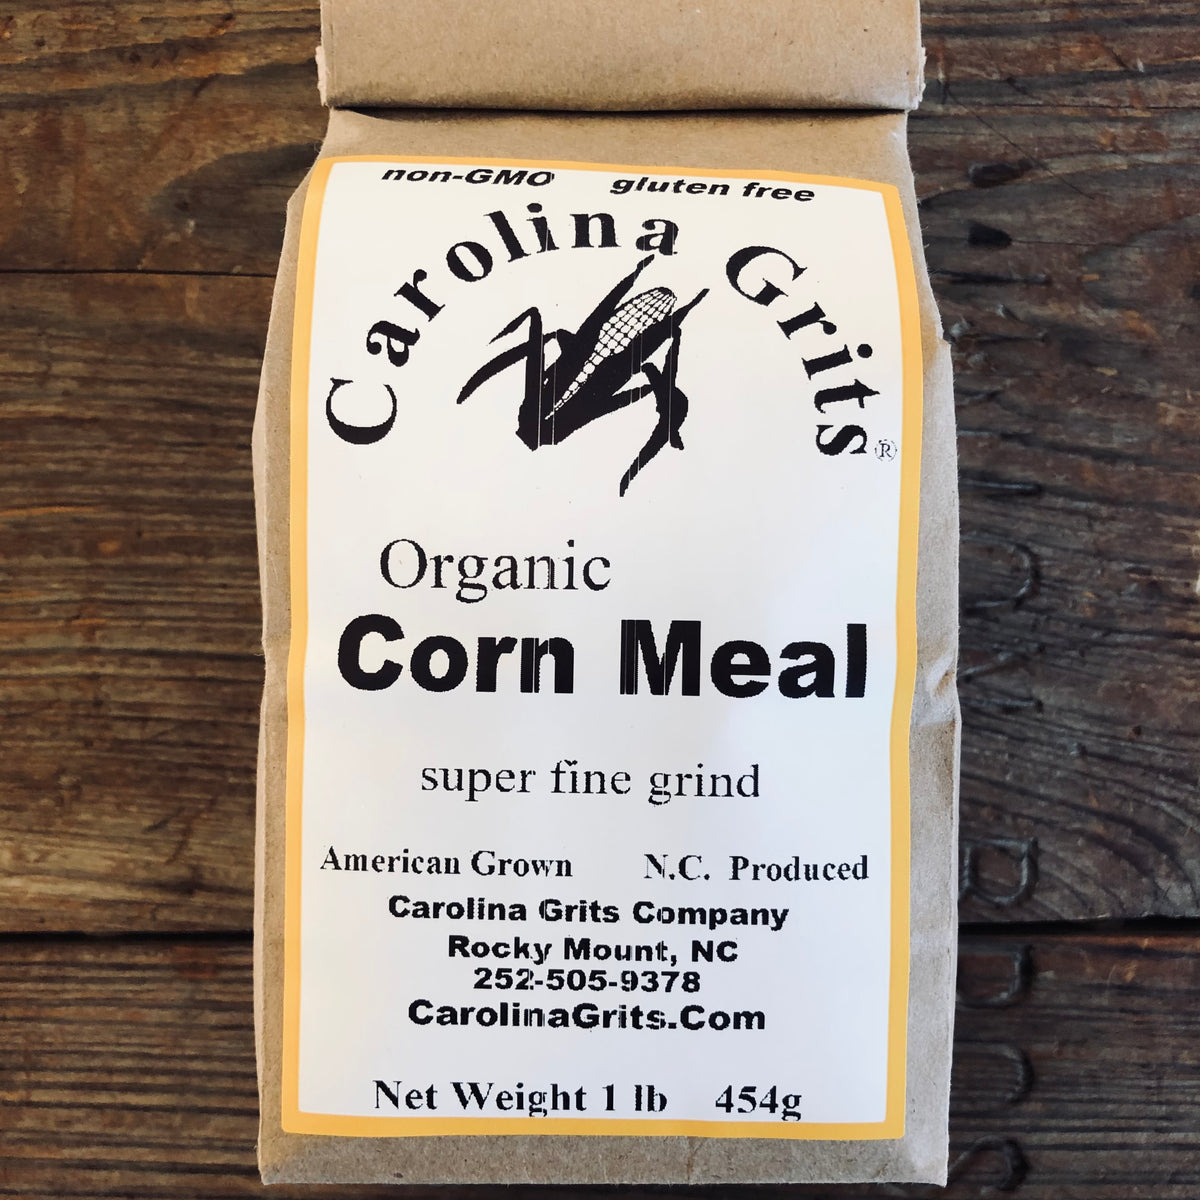 non-GMO gluten free
Carolina Grits®
Organic
Corn Meal
super fine grind
American Grown N.C. Produced
Carolina Grits Company
Rocky Mount, NC
252-505-9378
CarolinaGrits.Com
Net Weight 1 lb 454g